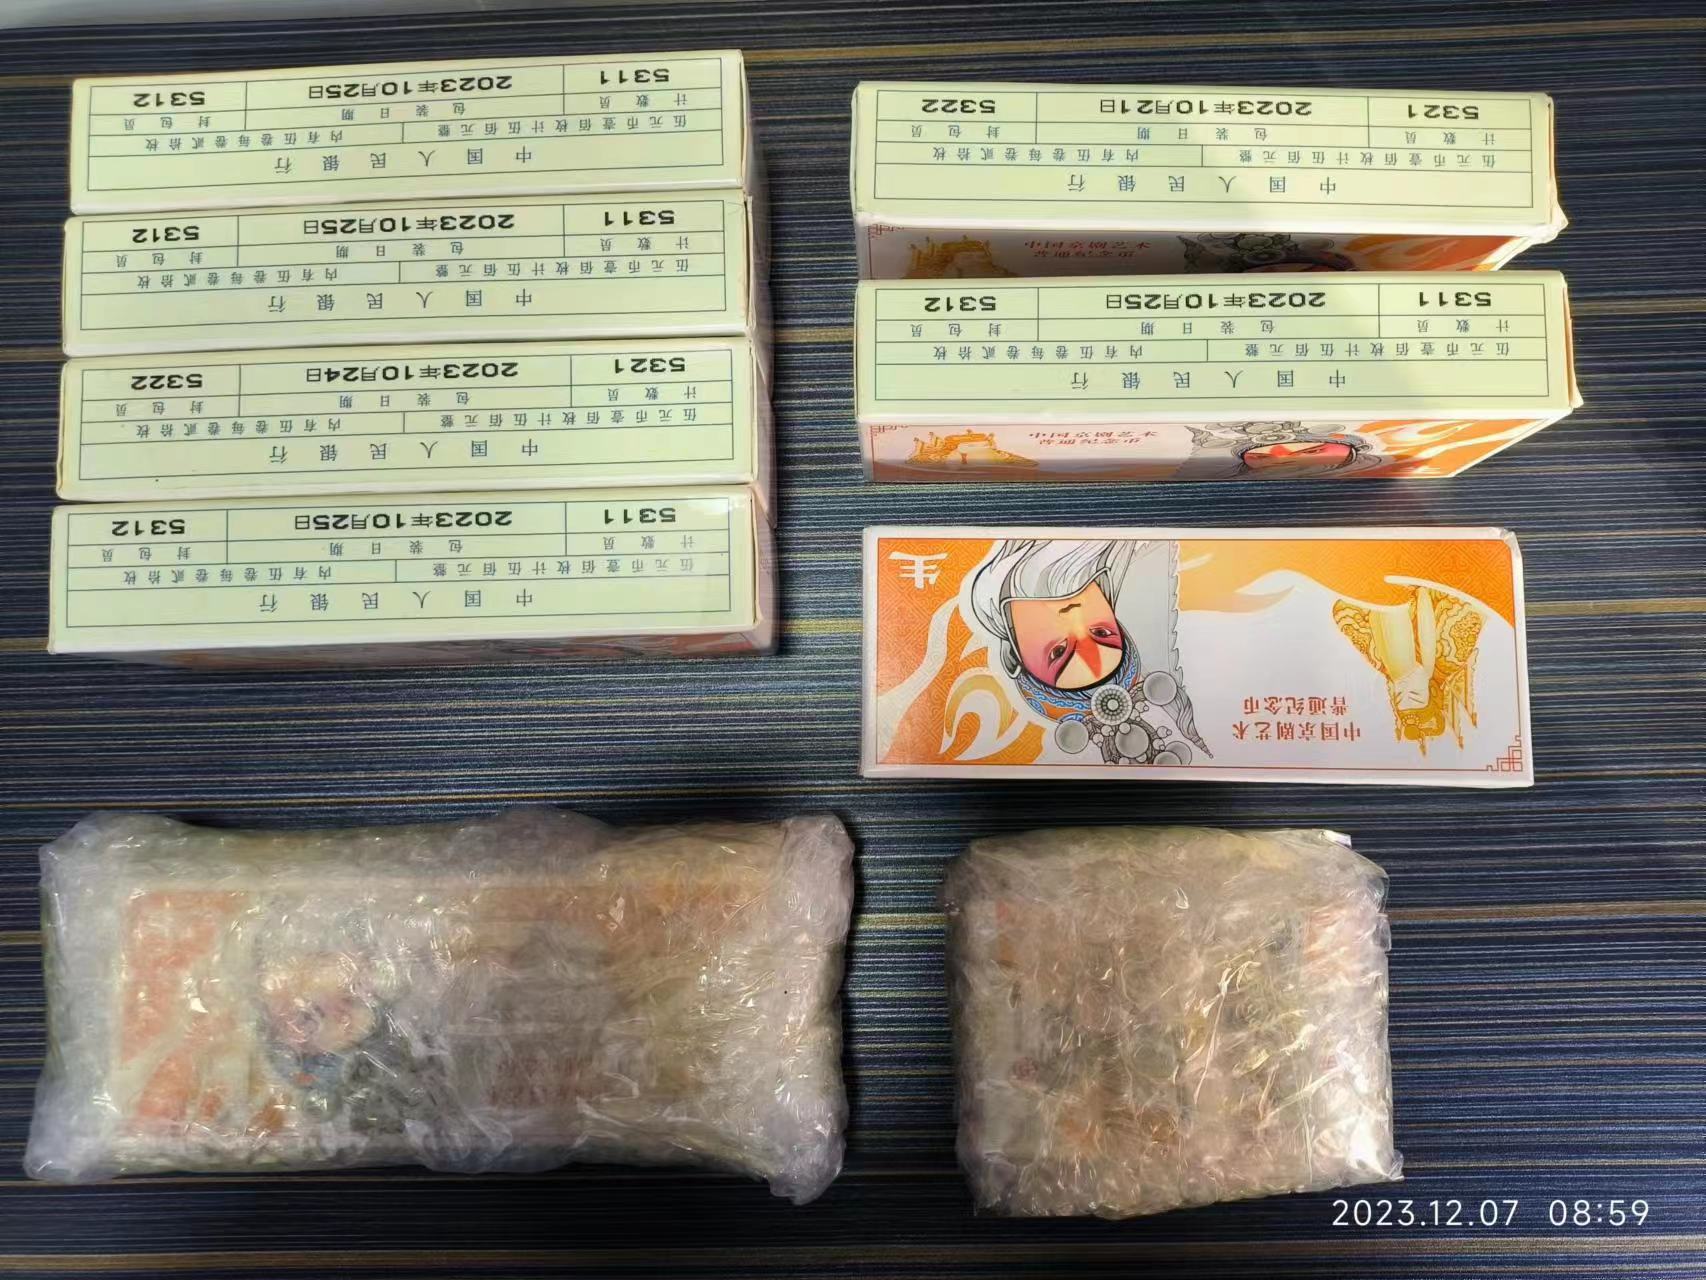 中国人民银行
伍元币壹佰枚计伍佰元整 内有伍卷每卷贰拾枚
计数员 包装日期 封包员
5311 2023年10月25日 5312
中国人民银行
伍元币壹佰枚计伍佰元整 内有伍卷每卷贰拾枚
计数员 包装日期 封包员
5311 2023年10月25日 5312
中国人民银行
伍元币壹佰枚计伍佰元整 内有伍卷每卷贰拾枚
计数员 包装日期 封包员
5321 2023年10月24日 5322
中国人民银行
伍元币壹佰枚计伍佰元整 内有伍卷每卷贰拾枚
计数员 包装日期 封包员
5311 2023年10月25日 5312
中国人民银行
伍元币壹佰枚计伍佰元整 内有伍卷每卷贰拾枚
计数员 包装日期 封包员
5321 2023年10月21日 5322
中国京剧艺术
普通纪念币
中国人民银行
伍元币壹佰枚计伍佰元整 内有伍卷每卷贰拾枚
计数员 包装日期 封包员
5311 2023年10月25日 5312
中国京剧艺术
普通纪念币
中国京剧艺术
普通纪念币
生
2023.12.07 08:59